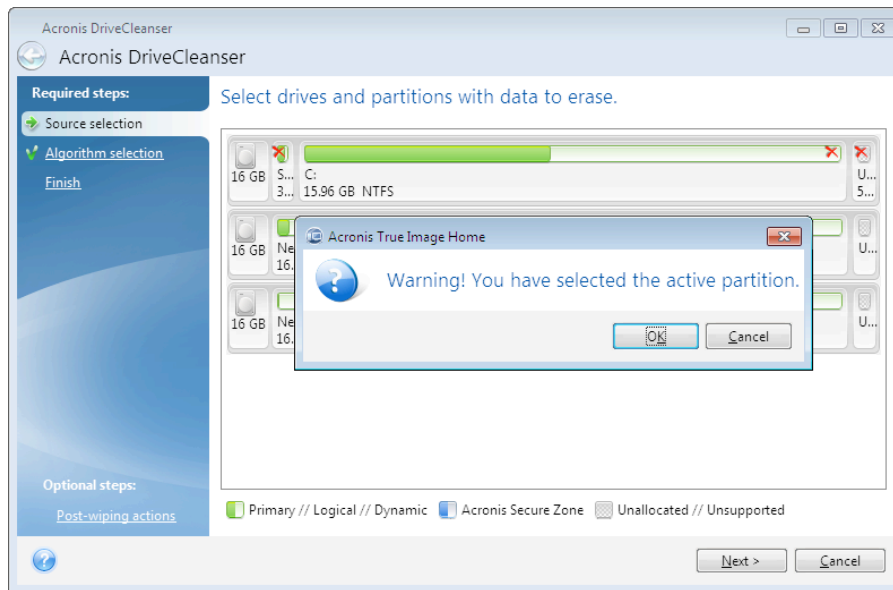 Acronis DriveCleanser
Acronis DriveCleanser
Required steps:
Source selection
Algorithm selection
Finish
Select drives and partitions with data to erase.
16 GB
S...
3...
C:
15.96 GB NTFS
U...
5...
16 GB
Ne
16.
U...
16 GB
Ne
16.
U...
Acronis True Image Home
Warning! You have selected the active partition.
OK
Cancel
Primary // Logical // Dynamic
Acronis Secure Zone
Unallocated // Unsupported
Optional steps:
Post-wiping actions
Next >
Cancel